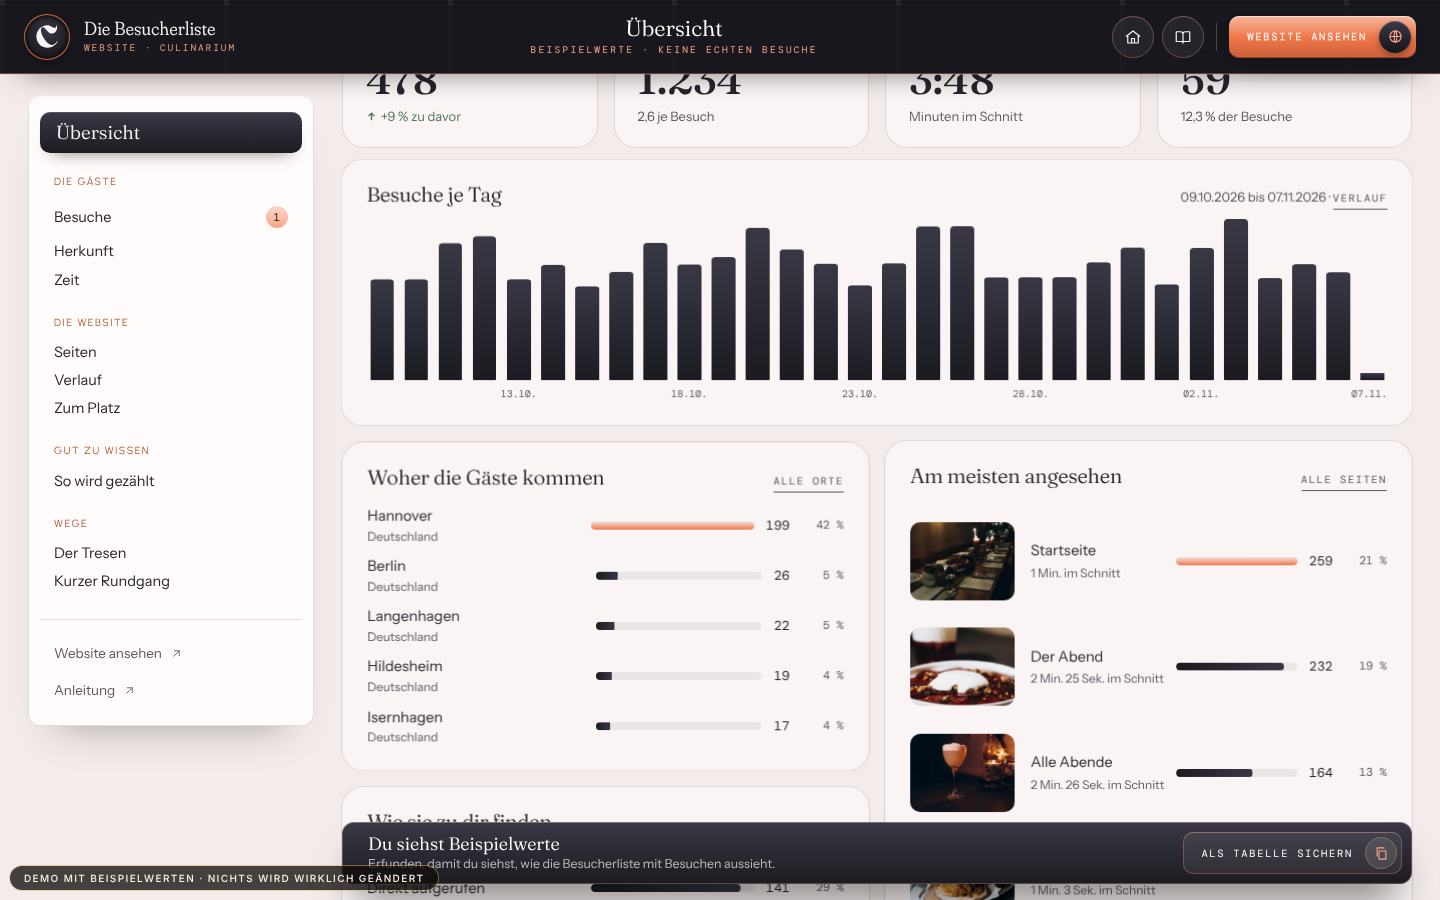 Die Besucherliste
WEBSITE · CULINARIUM
Übersicht
BEISPIELWERTE · KEINE ECHTEN BESUCHE
WEBSITE ANSEHEN
Übersicht
DIE GÄSTE
Besuche 1
Herkunft
Zeit
DIE WEBSITE
Seiten
Verlauf
Zum Platz
GUT ZU WISSEN
So wird gezählt
WEGE
Der Tresen
Kurzer Rundgang
Website ansehen ↗
Anleitung ↗
478
↑ +9 % zu davor
1.234
2,6 je Besuch
3:48
Minuten im Schnitt
59
12,3 % der Besuche
Besuche je Tag
09.10.2026 bis 07.11.2026 · VERLAUF
13.10. 18.10. 23.10. 28.10. 02.11. 07.11.
Woher die Gäste kommen
ALLE ORTE
Hannover 199 42 %
Deutschland
Berlin 26 5 %
Deutschland
Langenhagen 22 5 %
Deutschland
Hildesheim 19 4 %
Deutschland
Isernhagen 17 4 %
Deutschland
Am meisten angesehen
ALLE SEITEN
Startseite 259 21 %
1 Min. im Schnitt
Der Abend 232 19 %
2 Min. 25 Sek. im Schnitt
Alle Abende 164 13 %
2 Min. 26 Sek. im Schnitt
Wie sie zu dir finden
Du siehst Beispielwerte
Erfunden, damit du siehst, wie die Besucherliste mit Besuchen aussieht.
ALS TABELLE SICHERN
DEMO MIT BEISPIELWERTEN · NICHTS WIRD WIRKLICH GEÄNDERT
Direkt aufgerufen 141 29 %
1 Min. 3 Sek. im Schnitt